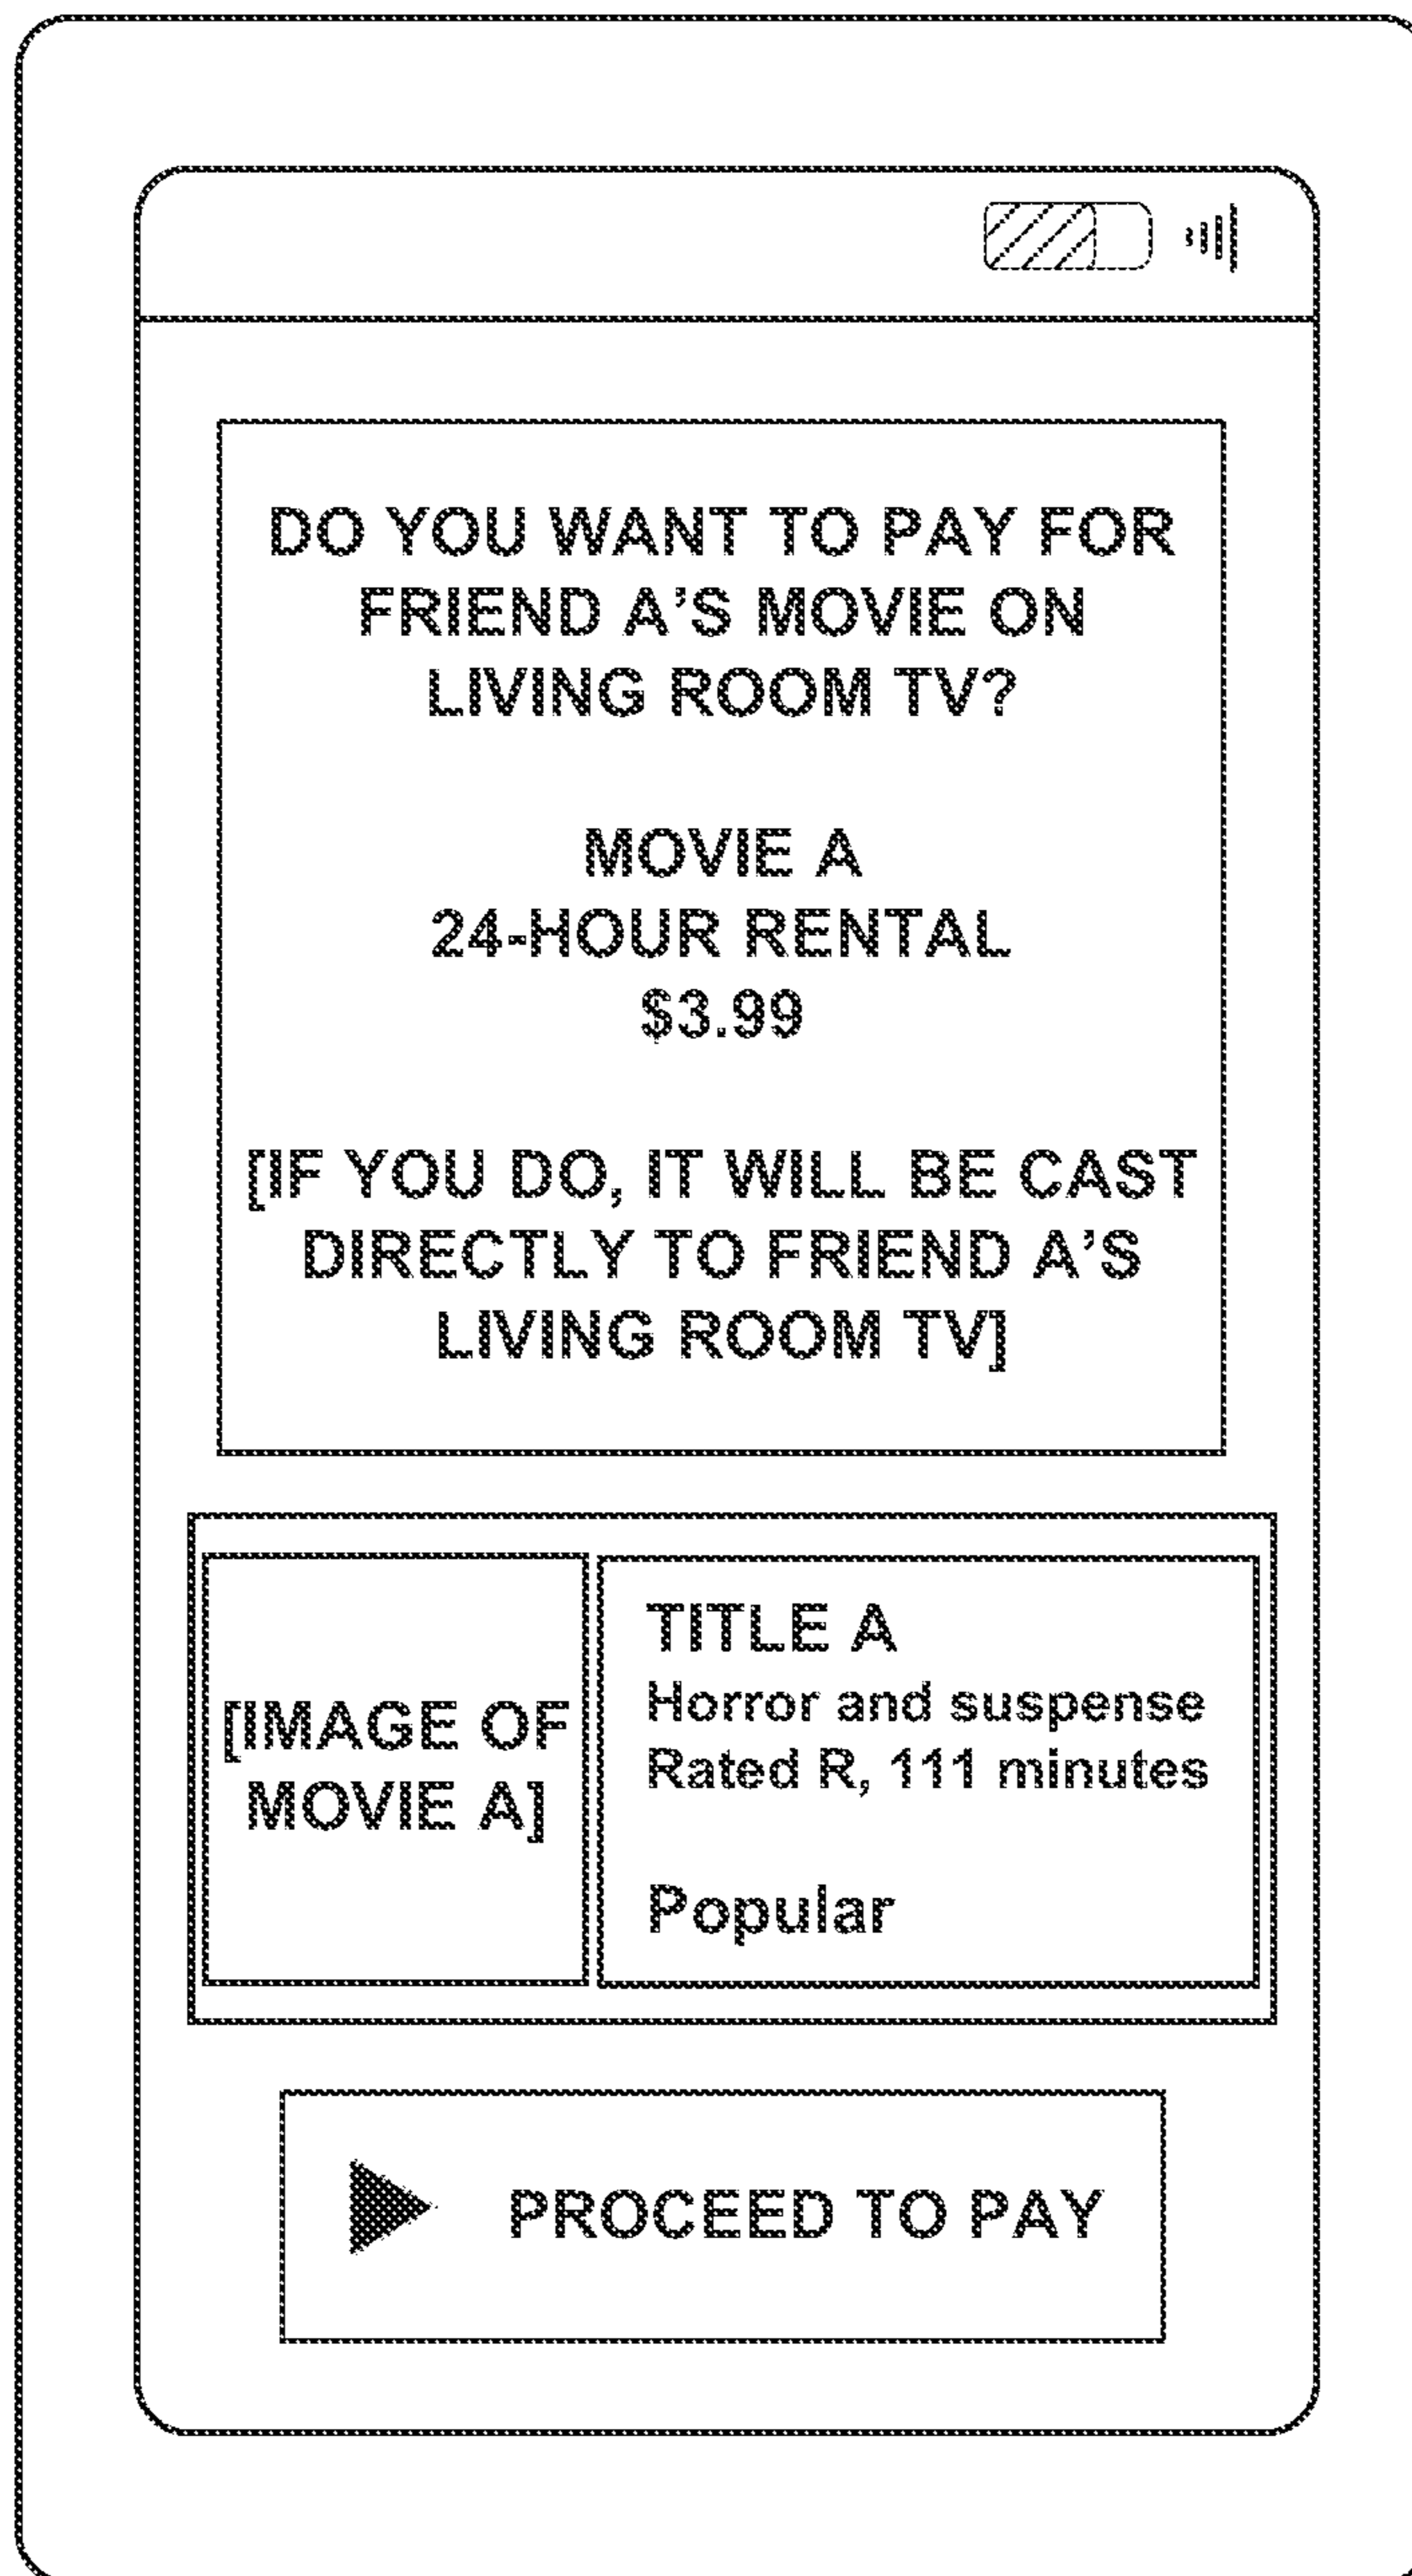 DO YOU WANT TO PAY FOR
FRIEND A’S MOVIE ON
LIVING ROOM TV?
MOVIE A
24-HOUR RENTAL
$3.99
[IF YOU DO, IT WILL BE CAST
DIRECTLY TO FRIEND A’S
LIVING ROOM TV]
[IMAGE OF
MOVIE A]
TITLE A
Horror and suspense
Rated R, 111 minutes
Popular
PROCEED TO PAY